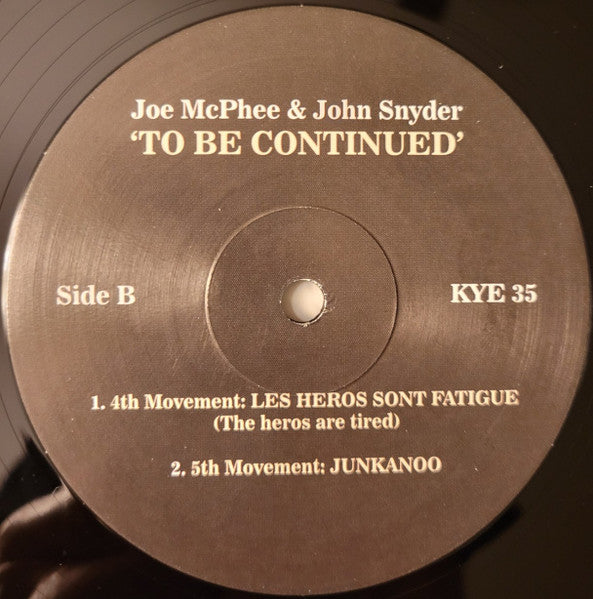 Joe McPhee & John Snyder
‘TO BE CONTINUED’
Side B
KYE 35
1. 4th Movement: LES HEROS SONT FATIGUE
(The heros are tired)
2. 5th Movement: JUNKANOO